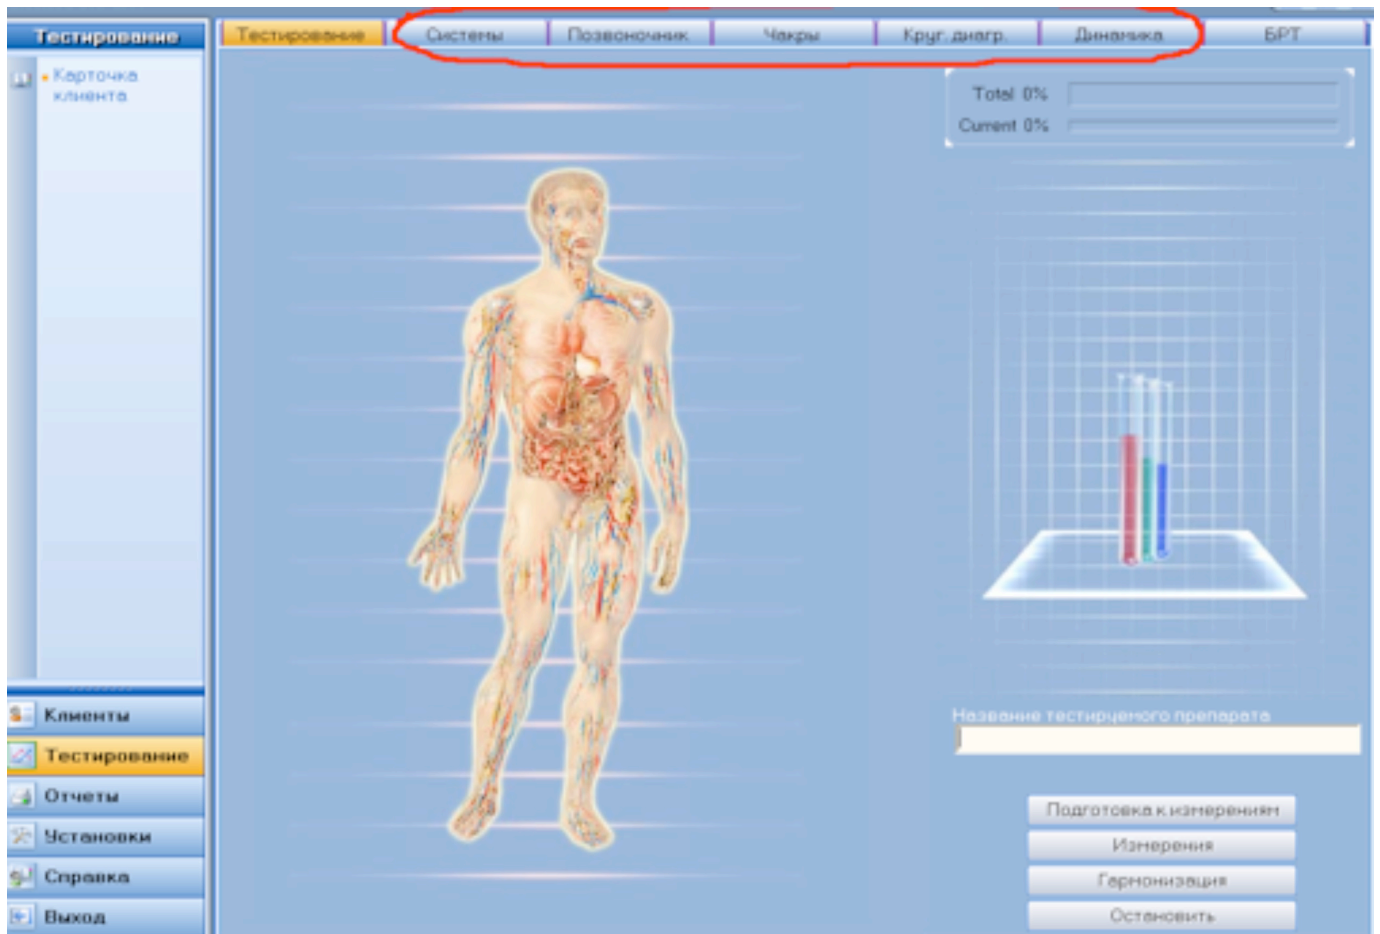 Тестирование
Тестирование
Системы
Позвоночник
Чакры
Круг. диагр.
Динамика
БРТ
Карточка
клиента
Total 0%
Current 0%
Название тестируемого препарата
Клиенты
Тестирование
Отчеты
Установки
Справка
Выход
Подготовка к измерениям
Измерения
Гармонизация
Остановить